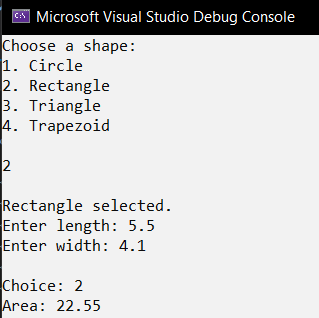 Microsoft Visual Studio Debug Console
Choose a shape:
1. Circle
2. Rectangle
3. Triangle
4. Trapezoid
2
Rectangle selected.
Enter length: 5.5
Enter width: 4.1
Choice: 2
Area: 22.55